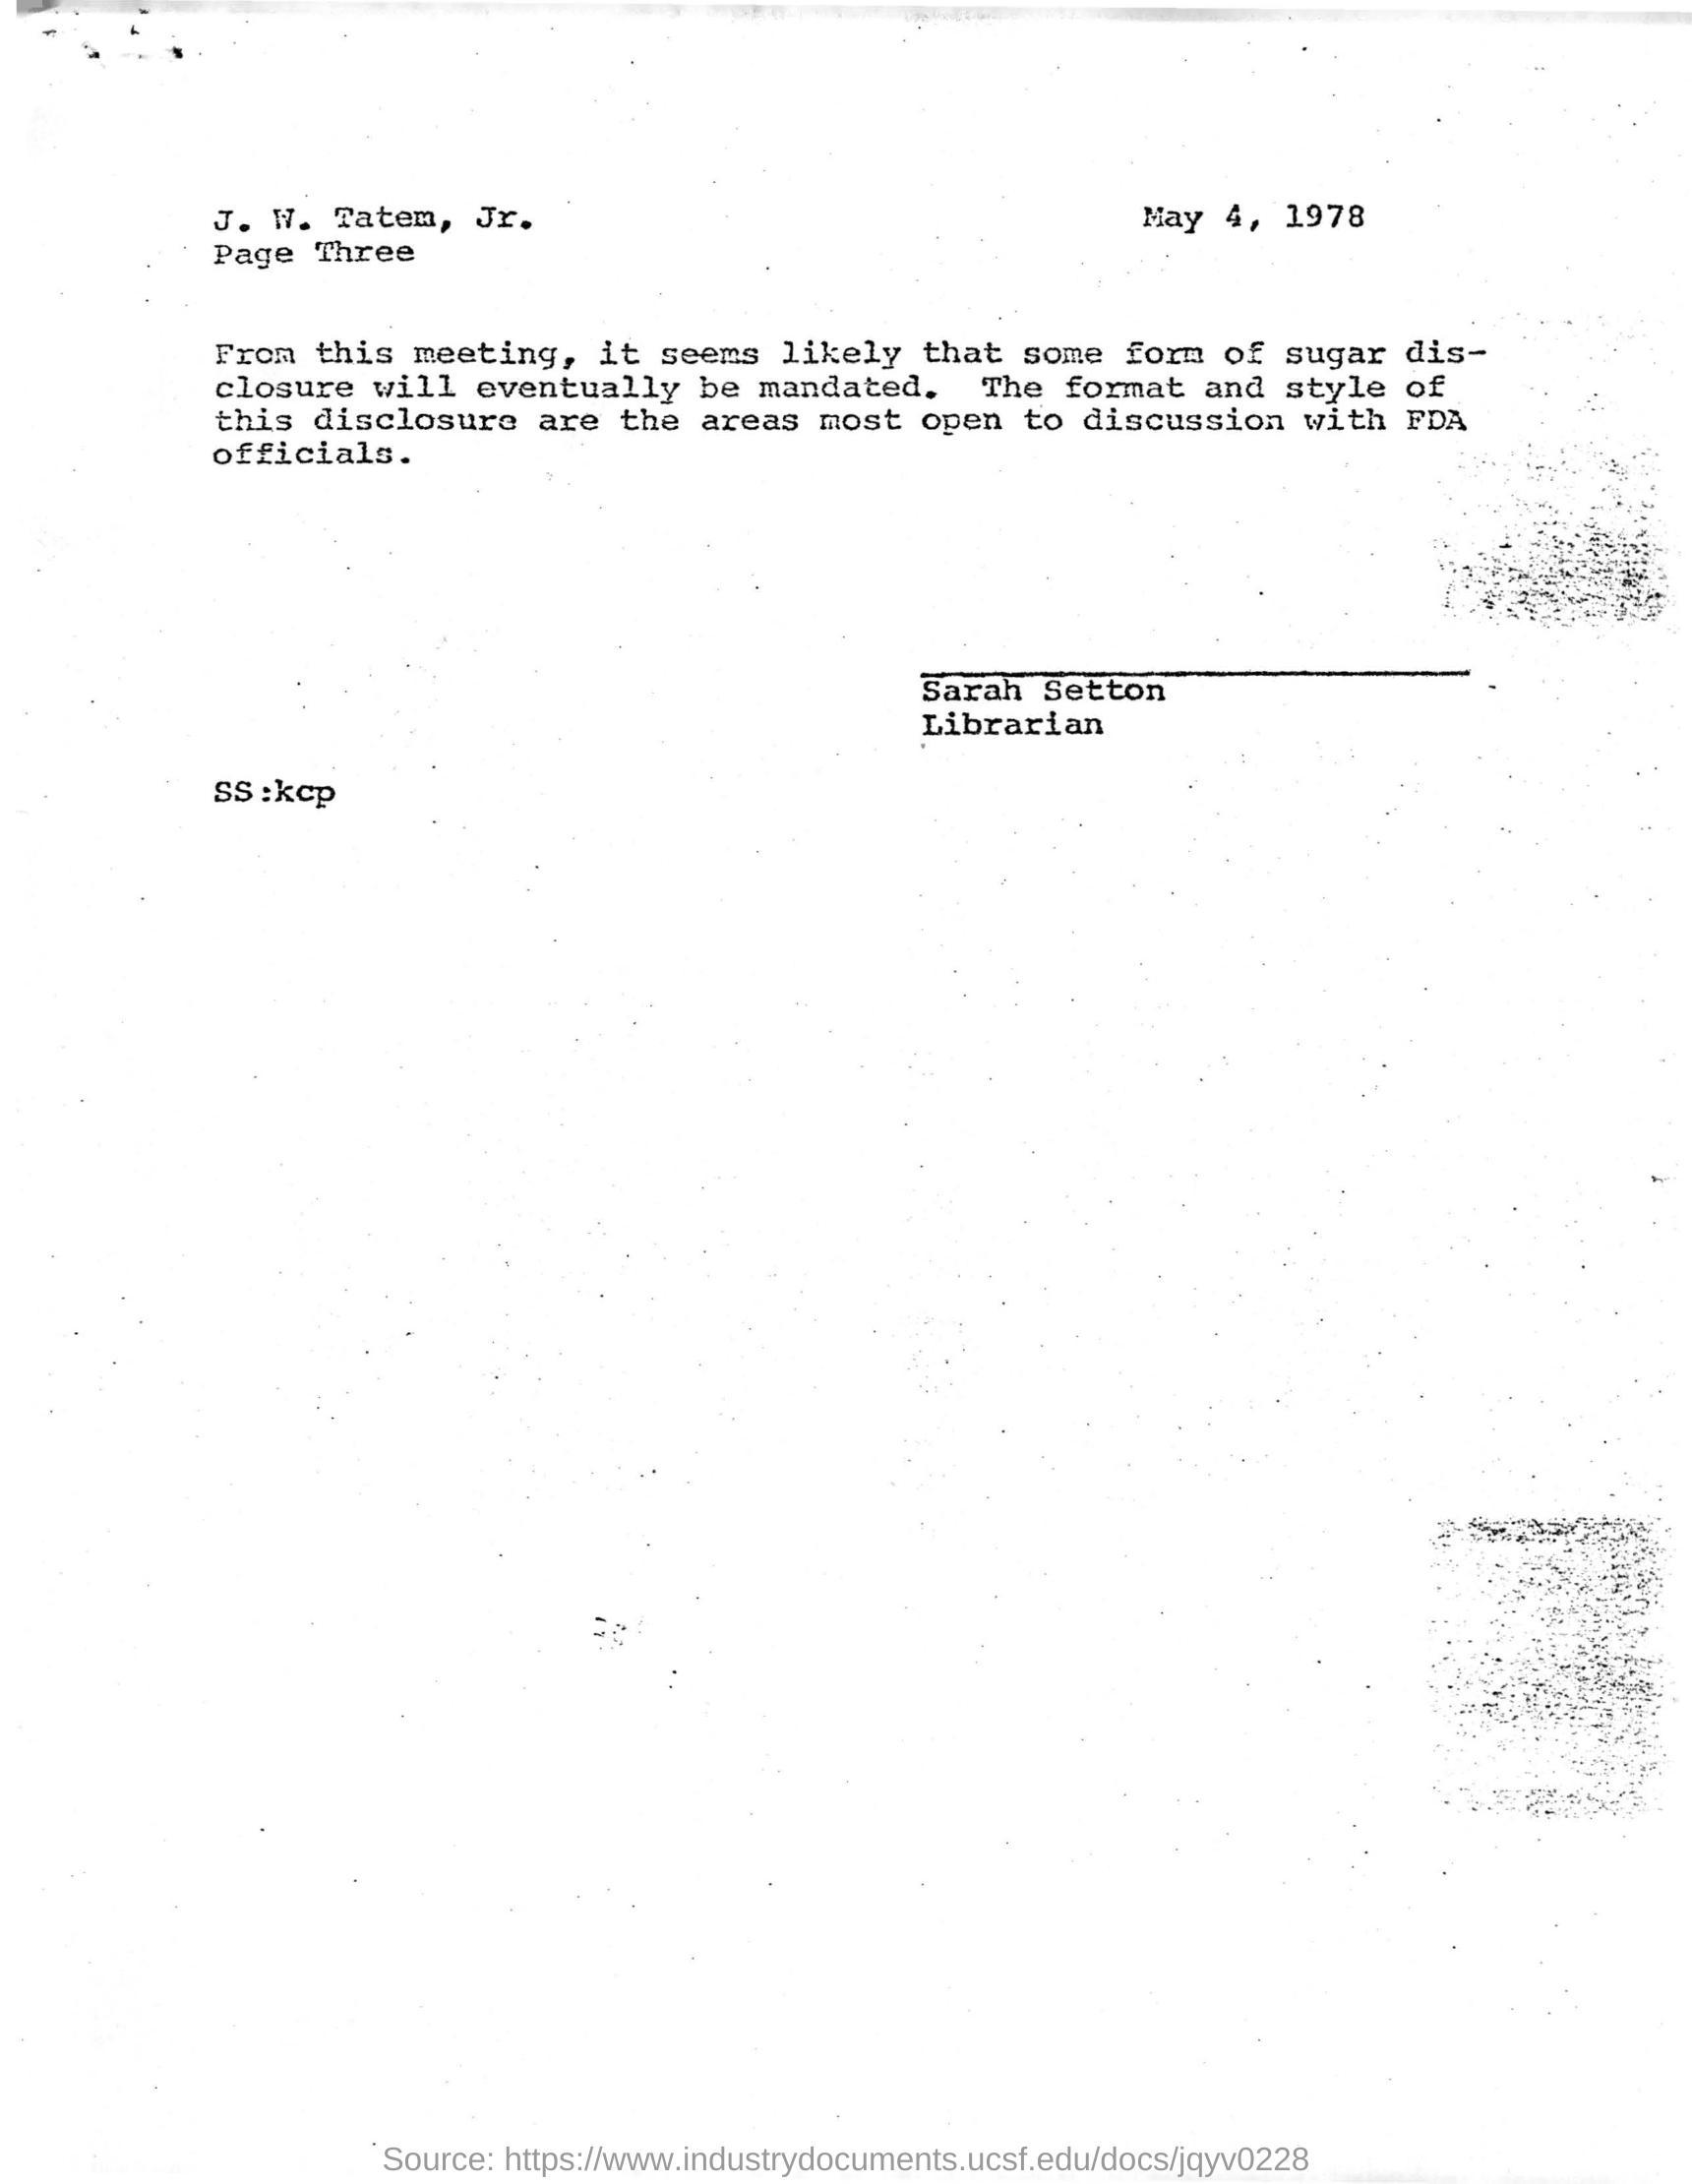 J. W. Tatem, Jr. May 4, 1978
Page Three
From this meeting, it seems likely that some form of sugar dis-
closure will eventually be mandated. The format and style of
this disclosure are the areas most open to discussion with FDA
officials.
Sarah Setton
Librarian
SS:kcp
Source: https://www.industrydocuments.ucsf.edu/docs/jqyv0228